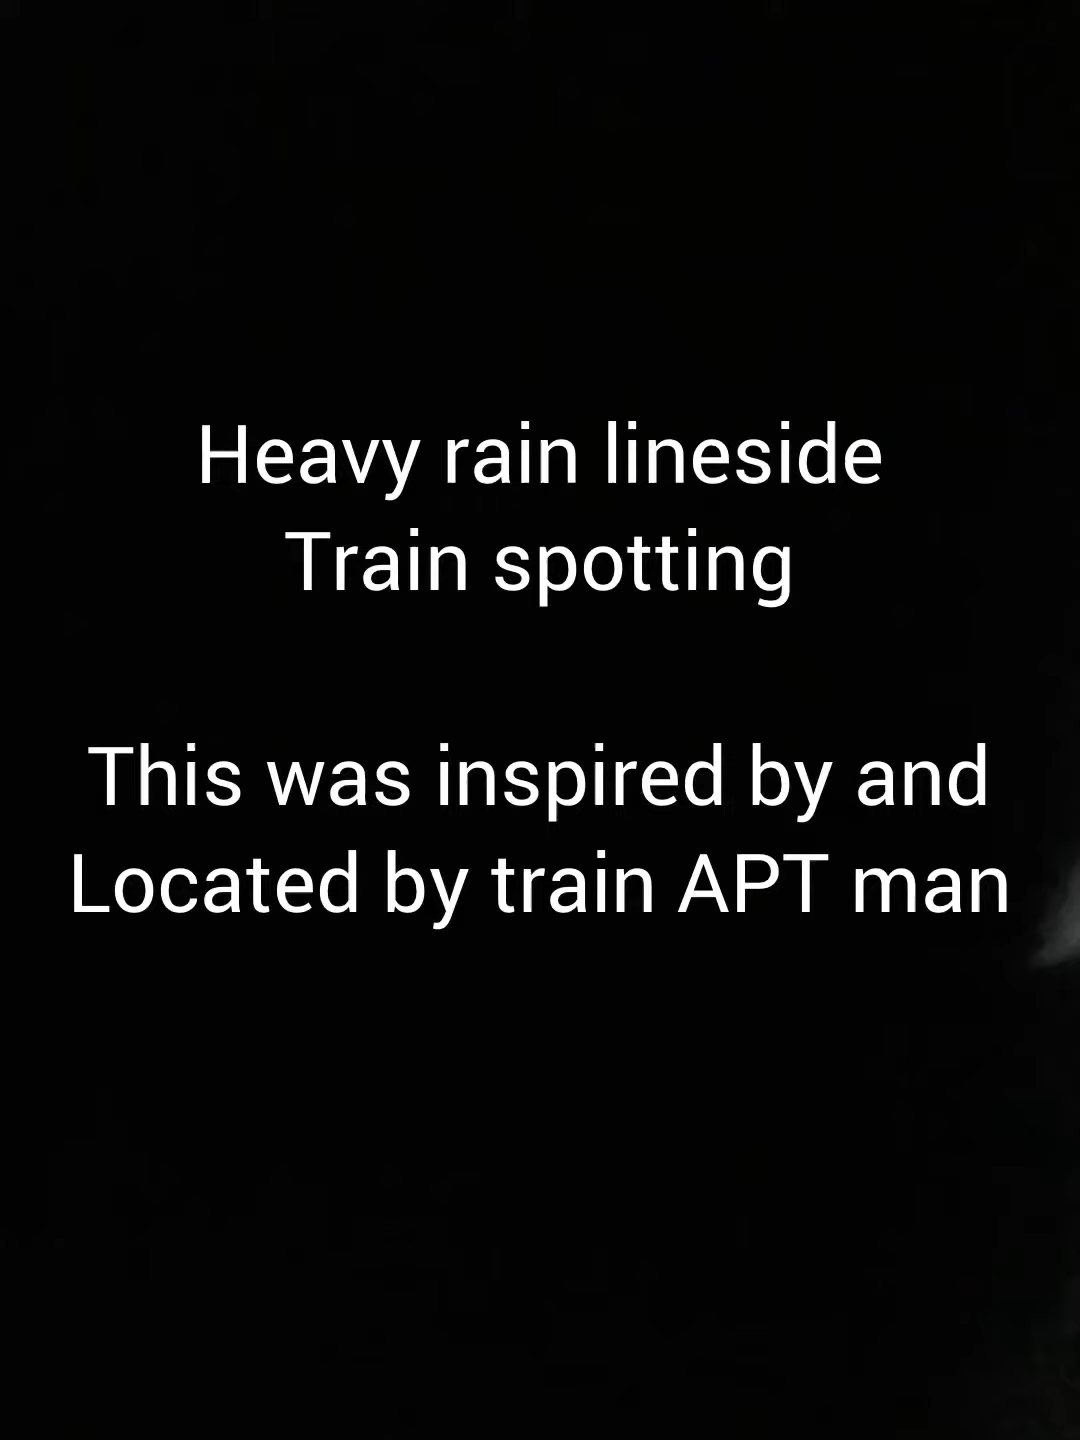 Heavy rain lineside
Train spotting
This was inspired by and
Located by train APT man